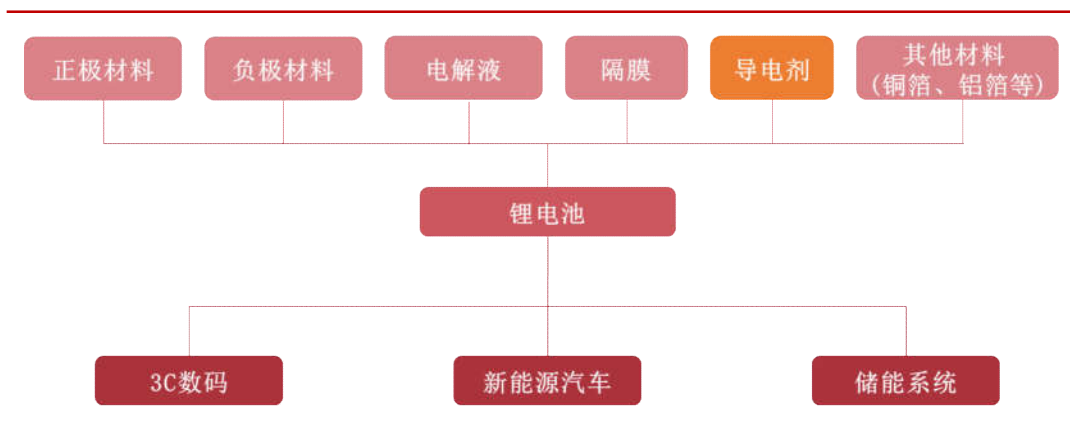 正极材料
负极材料
电解液
隔膜
导电剂
其他材料
(铜箔、铝箔等)
锂电池
3C数码
新能源汽车
储能系统